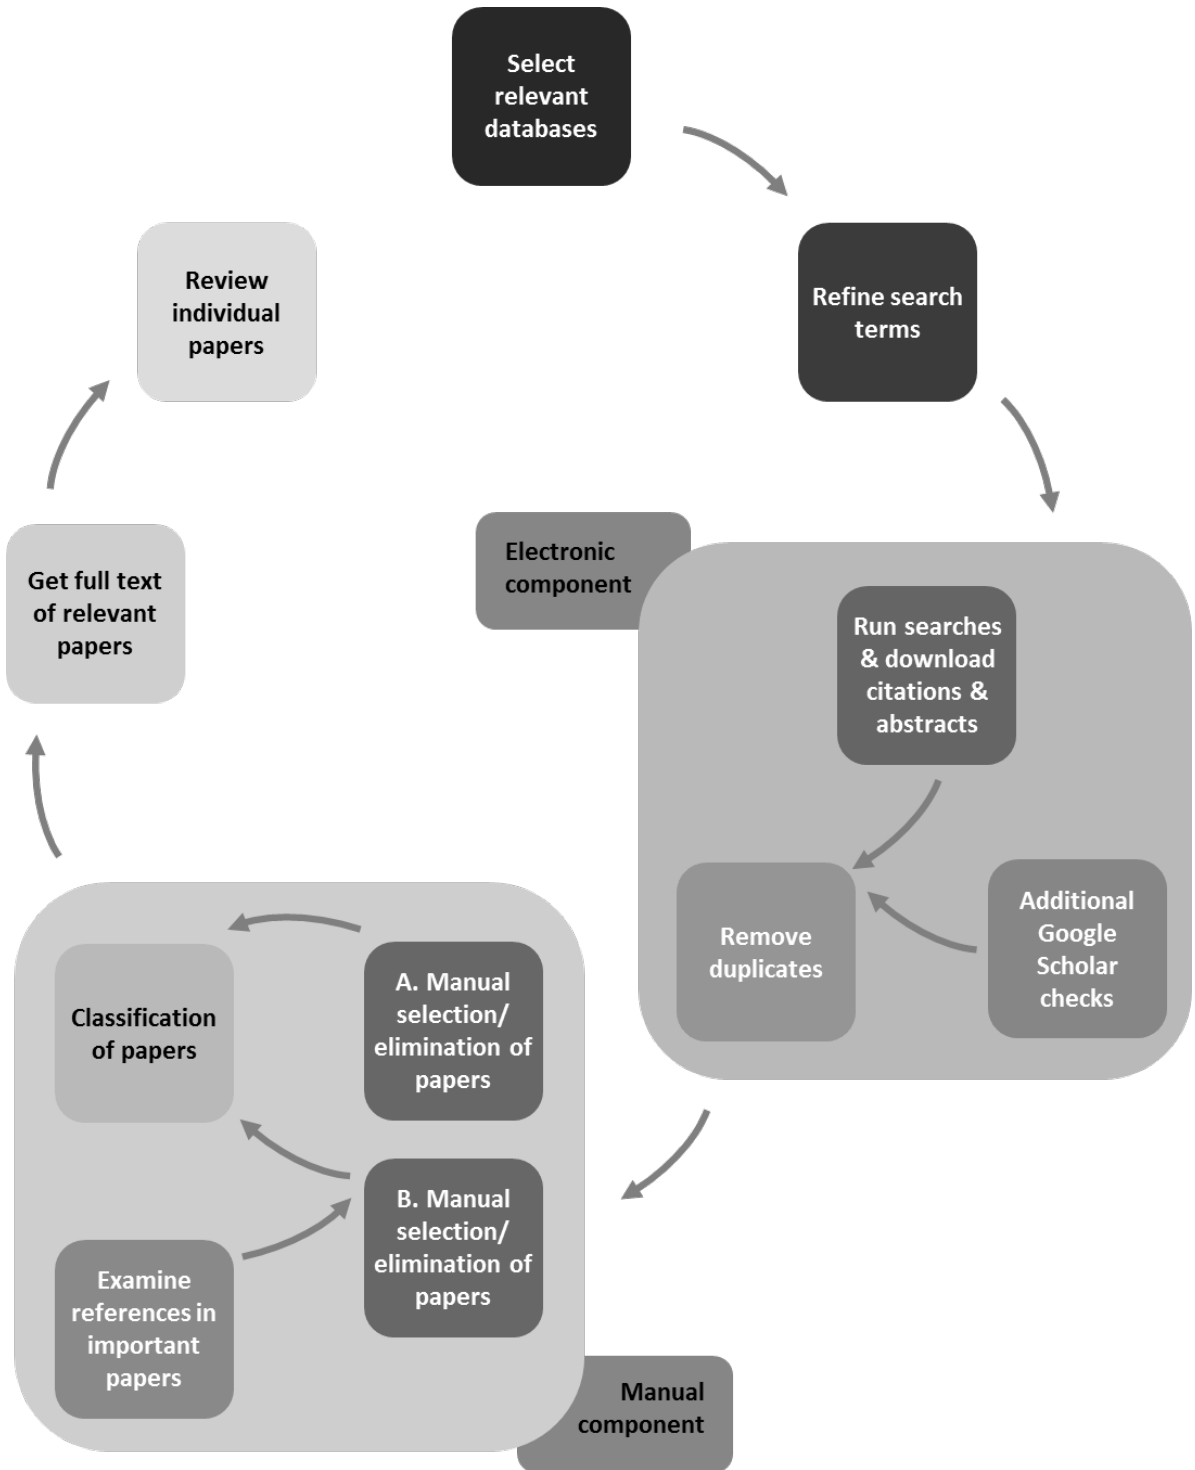 Select
relevant
databases
Refine search
terms
Electronic
component
Run searches
& download
citations &
abstracts
Additional
Google
Scholar
checks
Remove
duplicates
Manual
component
A. Manual
selection/
elimination of
papers
B. Manual
selection/
elimination of
papers
Examine
references in
important
papers
Classification
of papers
Get full text
of relevant
papers
Review
individual
papers